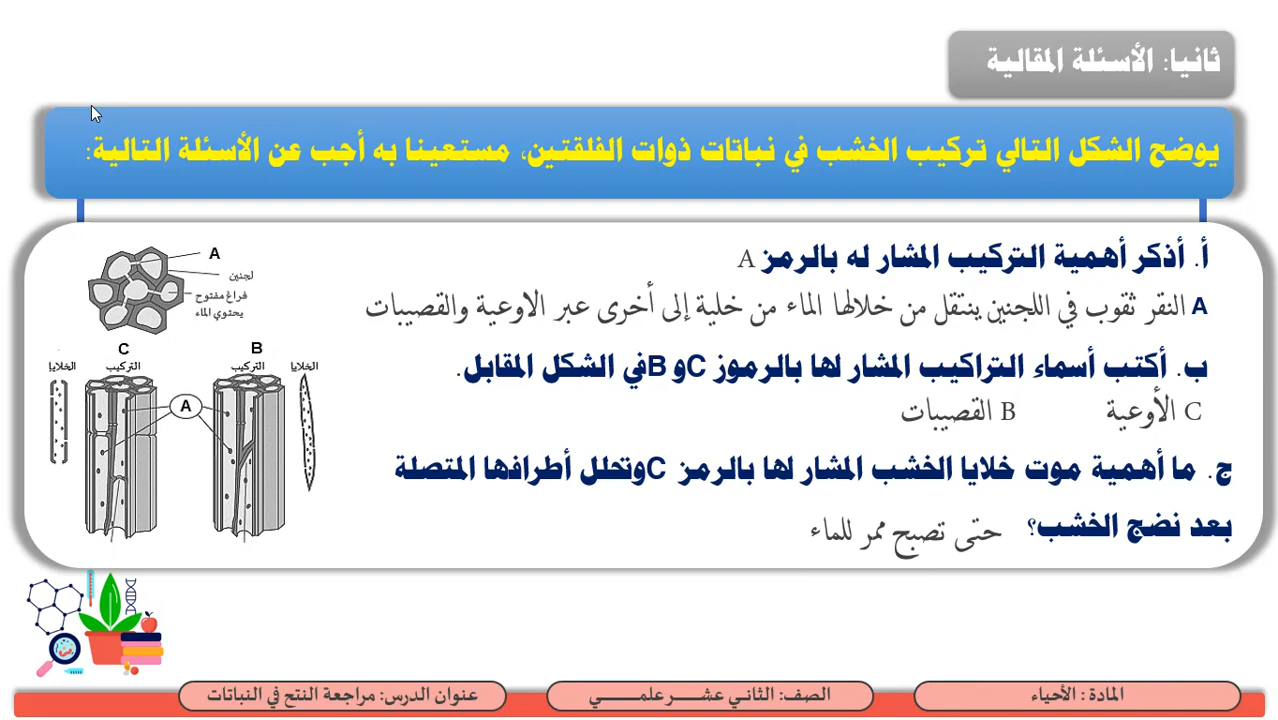 ثانيا: الأسئلة المقالية
يوضح الشكل التالي تركيب الخشب في نباتات ذوات الفلقتين، مستعينا به أجب عن الأسئلة التالية:
أ. أذكر أهمية التركيب المشار له بالرمز A
A النقر ثقوب في اللجنين ينتقل من خلالها الماء من خلية إلى أخرى عبر الاوعية والقصيبات
ب. أكتب أسماء التراكيب المشار لها بالرموز C و B في الشكل المقابل.
C الأوعية B القصيبات
ج. ما أهمية موت خلايا الخشب المشار لها بالرمز C وتحلل أطرافها المتصلة
بعد نضج الخشب؟ حتى تصبح ممر للماء
A
لجنين
فراغ مفتوح
يحتوي الماء
B
C
الخلايا
التركيب
التركيب
الخلايا
A
المادة : الأحياء
الصف: الثاني عشر علمي
عنوان الدرس: مراجعة النتح في النباتات